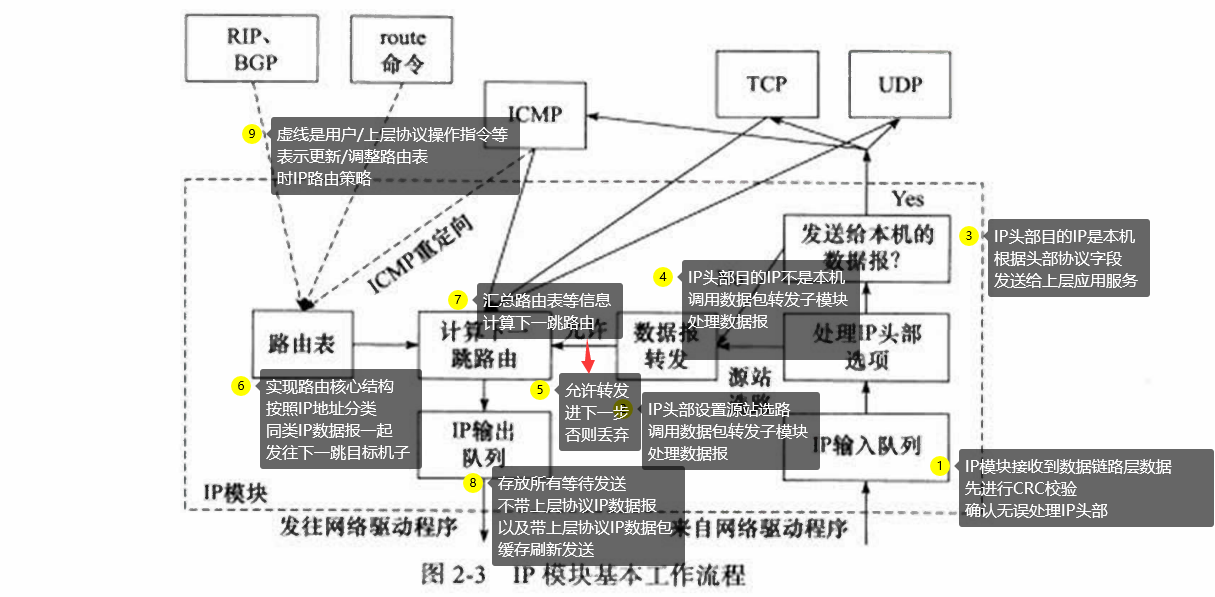 RIP、
BGP
route
命令
ICMP
TCP
UDP
9
虚线是用户/上层协议操作指令等
表示更新/调整路由表
时IP路由策略
Yes
ICMP重定向
发送给本机的
数据报?
3
IP头部目的IP是本机
根据头部协议字段
发送给上层应用服务
4
IP头部目的IP不是本机
调用数据包转发子模块
处理数据报
7
汇总路由表等信息
计算下一跳路由
路由表
计算下一
跳路由
允许
数据报
转发
处理IP头部
选项
源站
选路
6
实现路由核心结构
按照IP地址分类
同类IP数据报一起
发往下一跳目标机子
5
允许转发
进下一步
否则丢弃
IP头部设置源站选路
调用数据包转发子模块
处理数据报
IP输出
队列
IP输入队列
1
IP模块接收到数据链路层数据
先进行CRC校验
确认无误处理IP头部
8
存放所有等待发送
不带上层协议IP数据报
以及带上层协议IP数据包
缓存刷新发送
IP模块
发往网络驱动程序
来自网络驱动程序
图 2-3 IP 模块基本工作流程